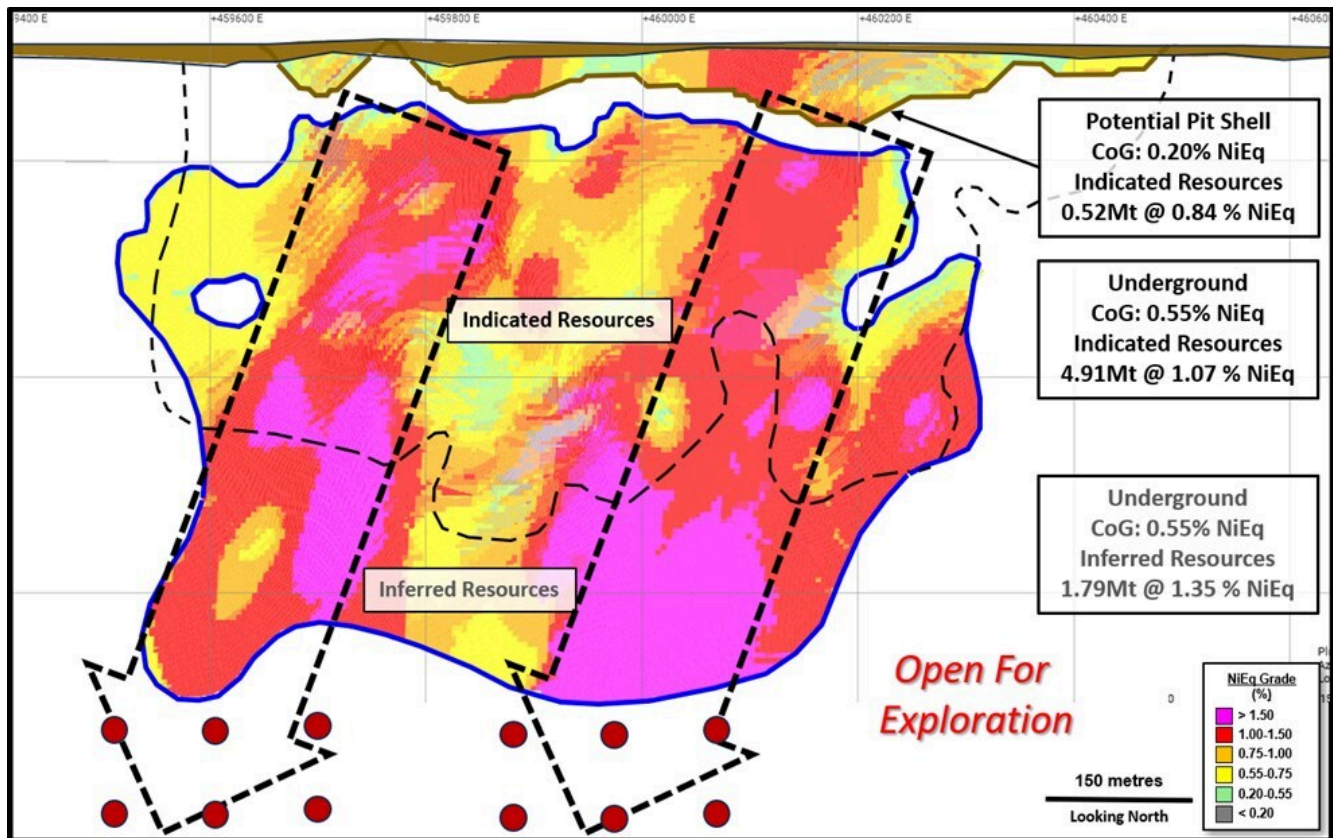 9400 E
+459600 E
+459800 E
+460000 E
+460200 E
+460400 E
+46060
Potential Pit Shell
CoG: 0.20% NiEq
Indicated Resources
0.52Mt @ 0.84 % NiEq
Underground
CoG: 0.55% NiEq
Indicated Resources
4.91Mt @ 1.07 % NiEq
Indicated Resources
Underground
CoG: 0.55% NiEq
Inferred Resources
1.79Mt @ 1.35 % NiEq
Inferred Resources
Open For
Exploration
NiEq Grade
(%)
> 1.50
1.00-1.50
0.75-1.00
0.55-0.75
0.20-0.55
< 0.20
0
150 metres
Looking North